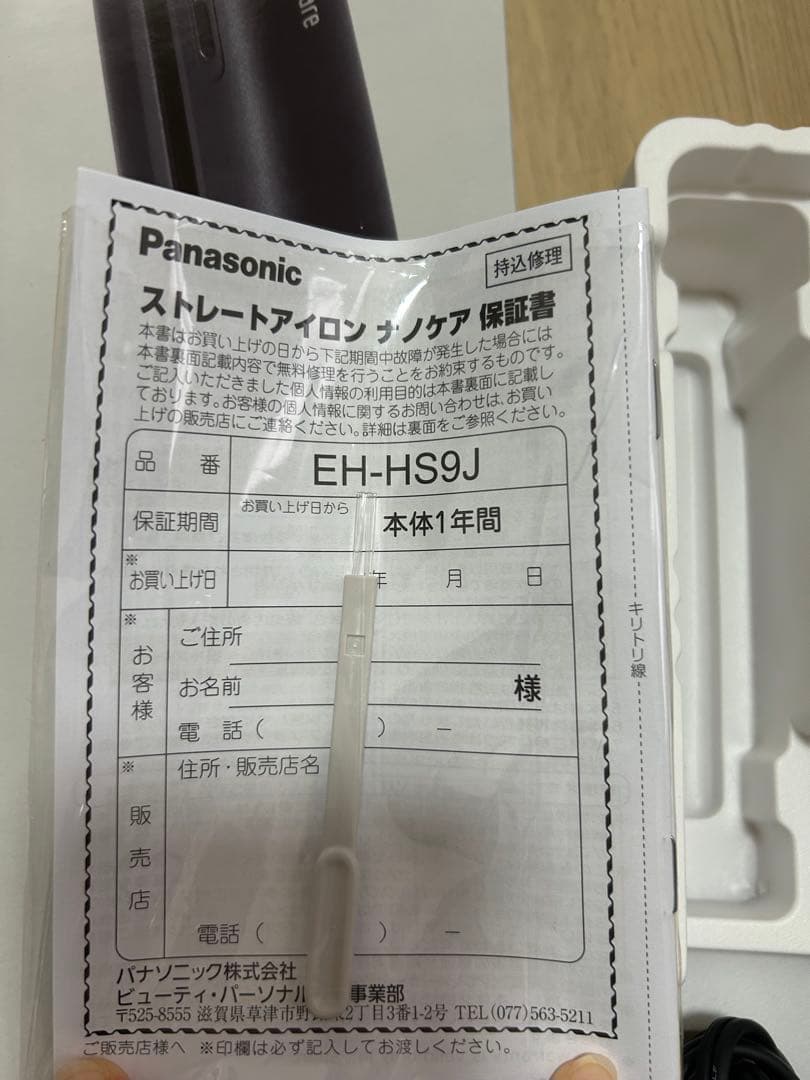 are
Panasonic
持込修理
ストレートアイロン ナノケア 保証書
本書はお買い上げの日から下記期間中故障が発生した場合には
本書裏面記載内容で無料修理を行うことをお約束するものです。
ご記入いただきました個人情報の利用目的は本書裏面に記載し
ております。お客様の個人情報に関するお問い合わせは、お買い
上げの販売店にご連絡ください。詳細は裏面をご参照ください。
品 番 EH-HS9J
保証期間 お買い上げ日から 本体1年間
※お買い上げ日 年 月 日
※お客様
ご住所
お名前 様
電話( ) ー
※販売店
住所・販売店名
電話( ) ー
パナソニック株式会社
ビューティ・パーソナル 事業部
〒525-8555 滋賀県草津市野 2丁目3番1-2号 TEL(077)563-5211
ご販売店様へ ※印欄は必ず記入してお渡しください。
キリトリ線